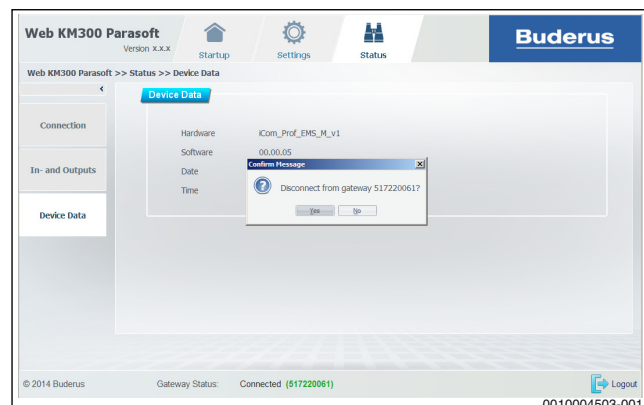 Web KM300 Parasoft
Version x.x.x
Startup
Settings
Status
Buderus
Web KM300 Parasoft >> Status >> Device Data
Connection
In- and Outputs
Device Data
Device Data
Hardware iCom_Prof_EMS_M_v1
Software 00.00.05
Date
Time
Confirm Message
Disconnect from gateway 517220061?
Yes No
© 2014 Buderus
Gateway Status: Connected (517220061)
Logout
0010004503-001